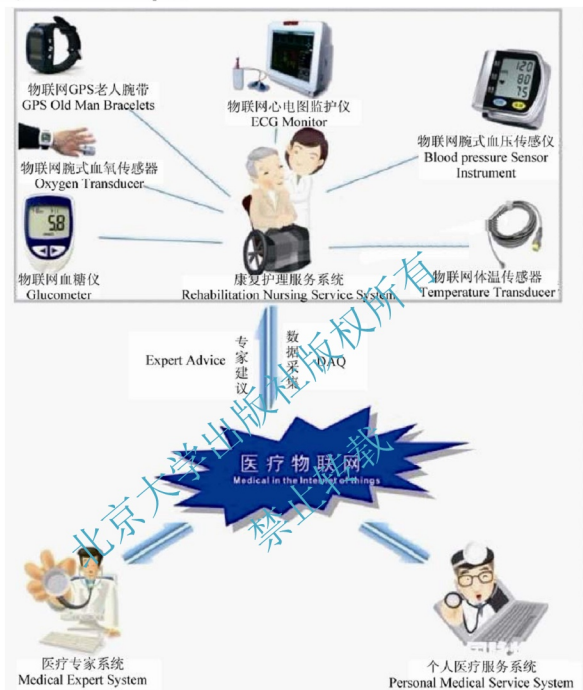 物联网GPS老人腕带
GPS Old Man Bracelets
物联网心电图监护仪
ECG Monitor
120
80
75
物联网腕式血压传感仪
Blood pressure Sensor
Instrument
物联网腕式血氧传感器
Oxygen Transducer
5.8
物联网血糖仪
Glucometer
康复护理服务系统
Rehabilitation Nursing Service System
物联网体温传感器
Temperature Transducer
Expert Advice
专家建议
数据采集
DAQ
医疗物联网
Medical in the Internet of things
医疗专家系统
Medical Expert System
个人医疗服务系统
Personal Medical Service System
北京大学出版社版权所有
禁止转载